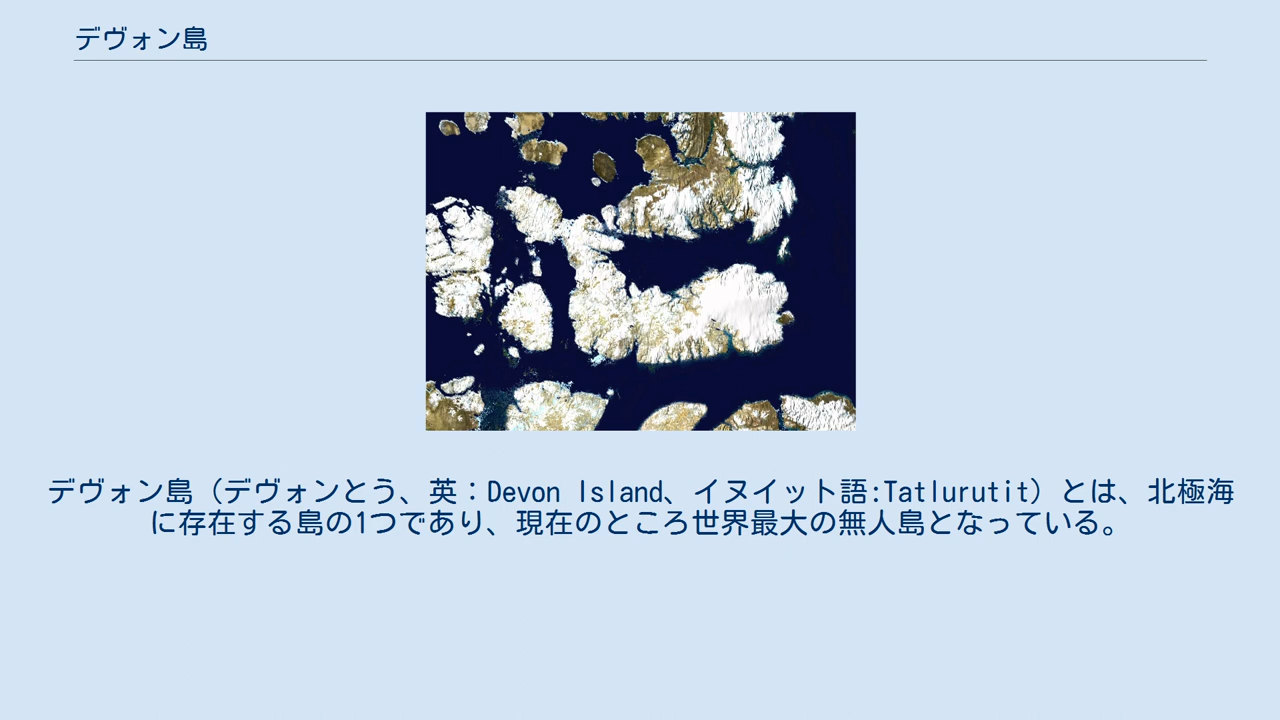 デヴォン島
デヴォン島（デヴォンとう、英：Devon Island、イヌイット語:Tatlurutit）とは、北極海
に存在する島の1つであり、現在のところ世界最大の無人島となっている。